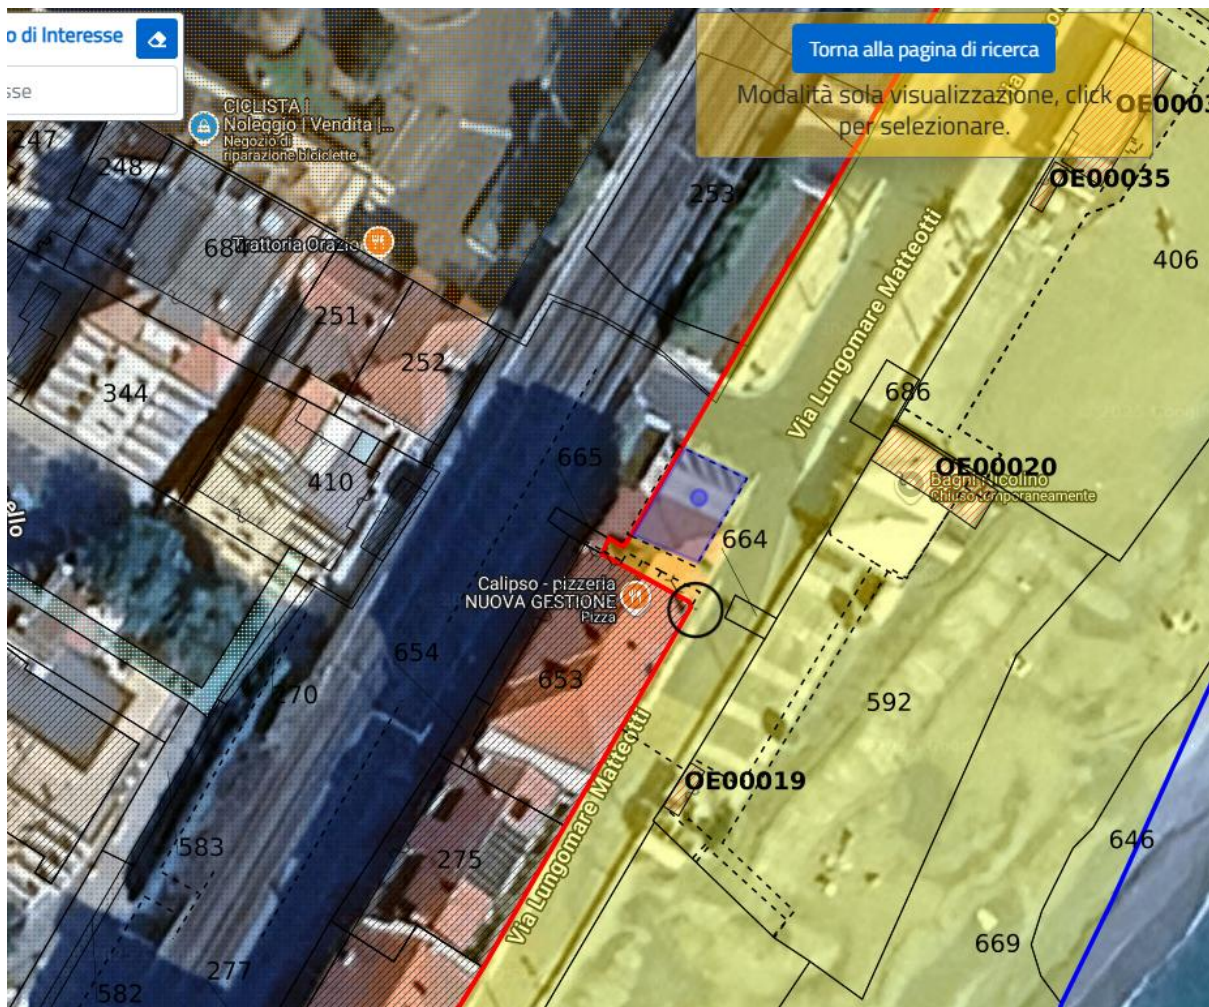 o di Interesse
sse
Torna alla pagina di ricerca
Modalità sola visualizzazione, click
per selezionare.
CICLISTA |
Noleggio | Vendita |...
Negozio di
riparazione biciclette
247
248
253
OE00035
406
684
Trattoria Orazio
251
252
Via Lungomare Matteotti
344
686
410
665
OE00020
Bagni Nicolino
Chiuso temporaneamente
664
Calipso - pizzeria
NUOVA GESTIONE
Pizza
654
653
270
592
OE00019
Via Lungomare Matteotti
583
275
646
669
277
582